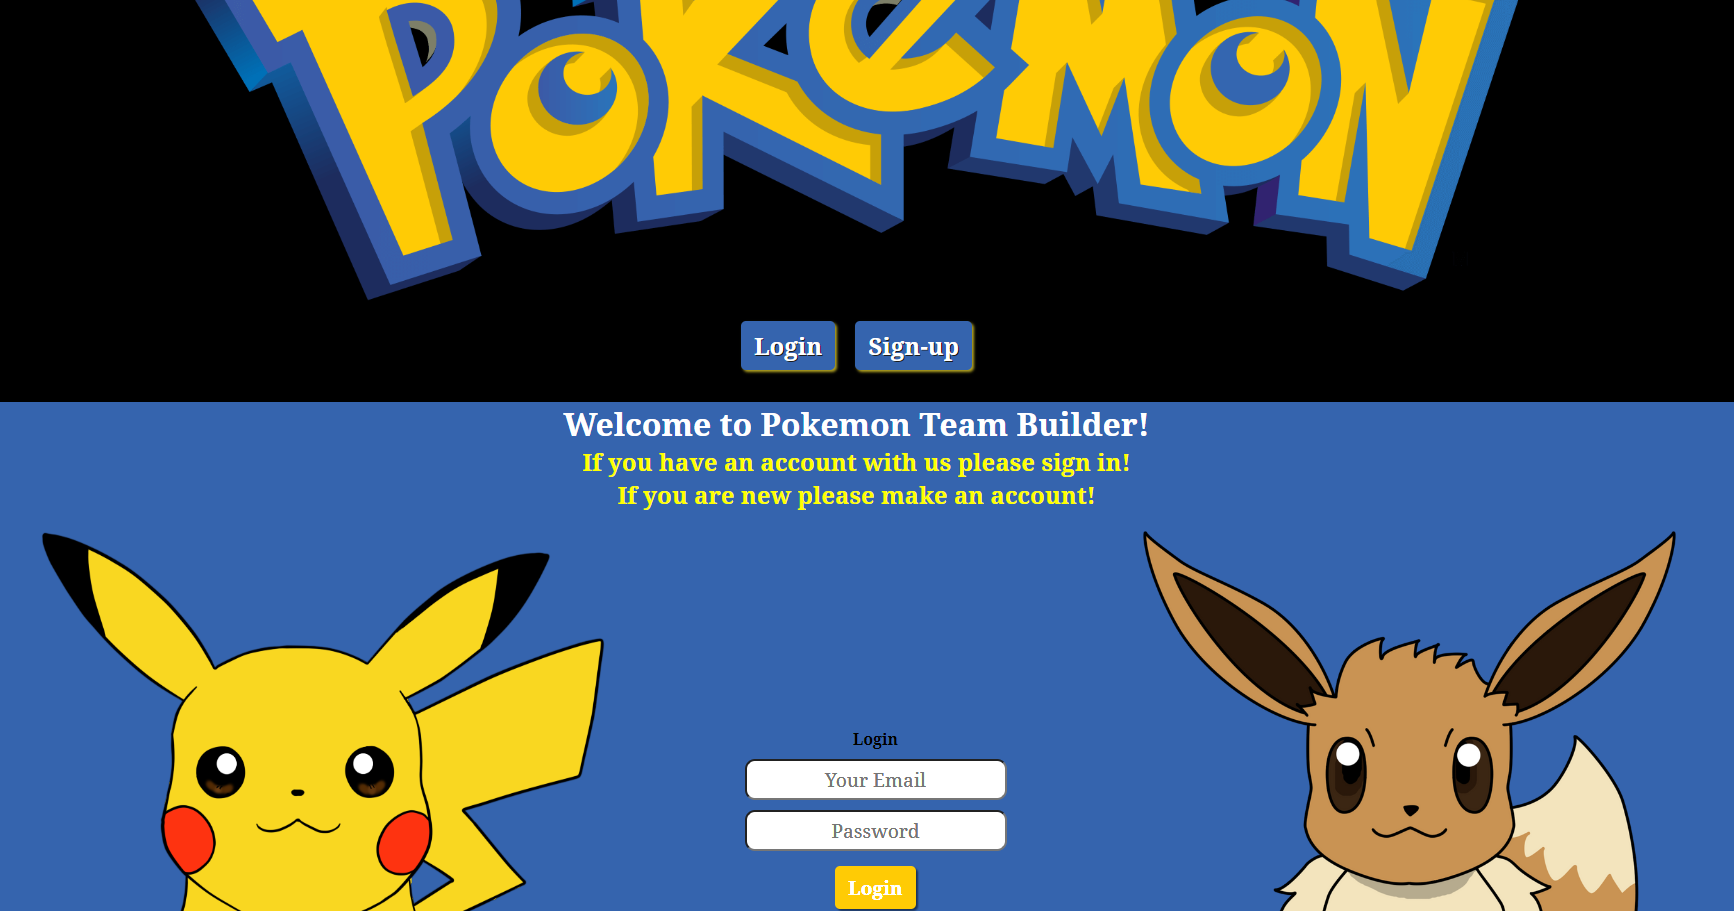 POKéMON
Login
Sign-up
Welcome to Pokemon Team Builder!
If you have an account with us please sign in!
If you are new please make an account!
Login
Your Email
Password
Login